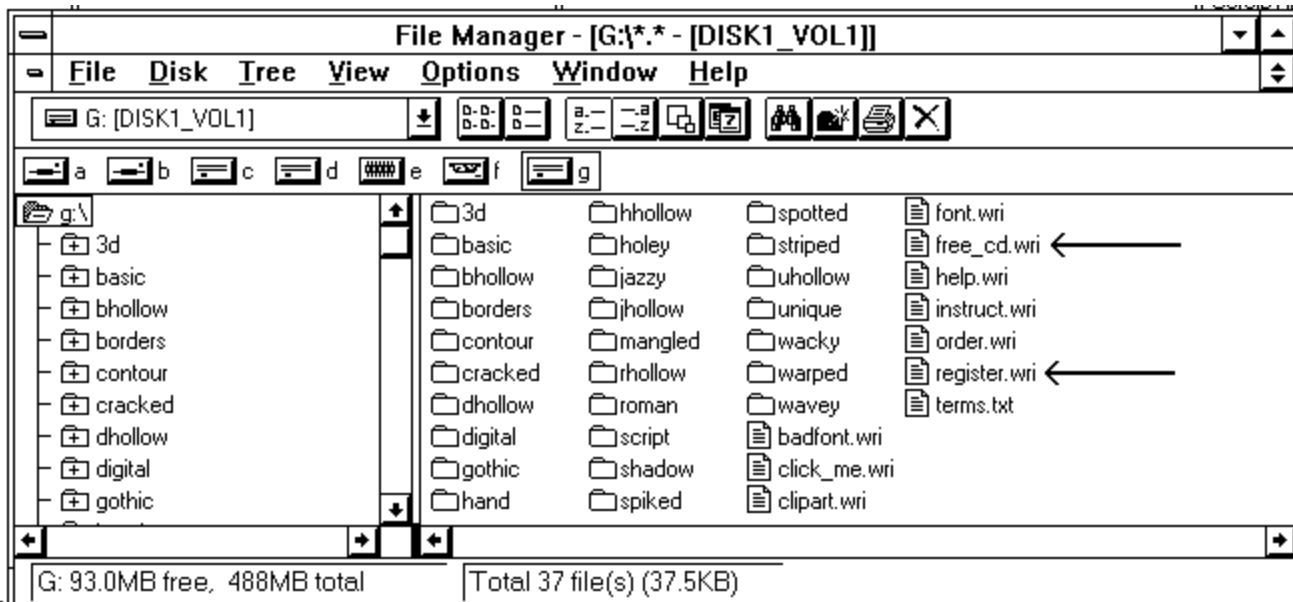 File Manager - [G:\*.* - [DISK1_VOL1]]
File Disk Tree View Options Window Help
G: [DISK1_VOL1]
a b c d e f g
g:\
3d
basic
bhollow
borders
contour
cracked
dhollow
digital
gothic
3d hhollow spotted font.wri
basic holey striped free_cd.wri
bhollow jazzy uhollow help.wri
borders jhollow unique instruct.wri
contour mangled wacky order.wri
cracked rhollow warped register.wri
dhollow roman wavey terms.txt
digital script badfont.wri
gothic shadow click_me.wri
hand spiked clipart.wri
G: 93.0MB free, 488MB total
Total 37 file(s) (37.5KB)